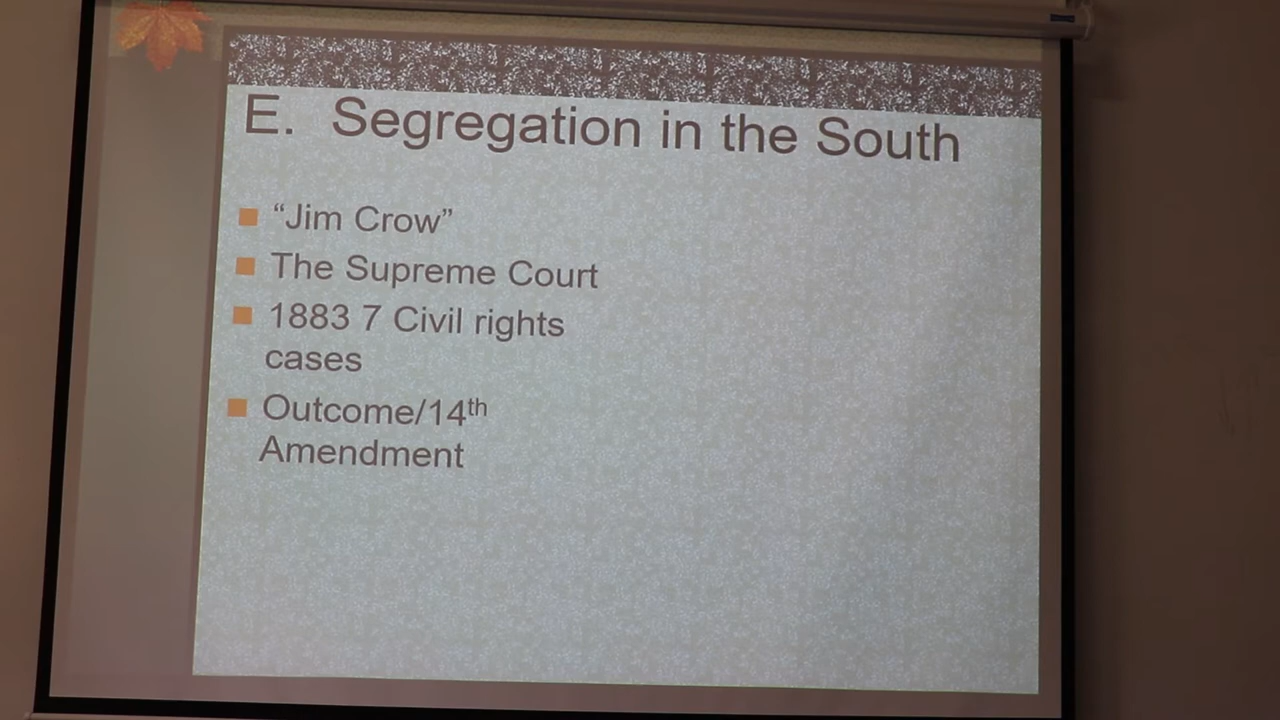 E. Segregation in the South
“Jim Crow”
The Supreme Court
1883 7 Civil rights
cases
Outcome/14th
Amendment